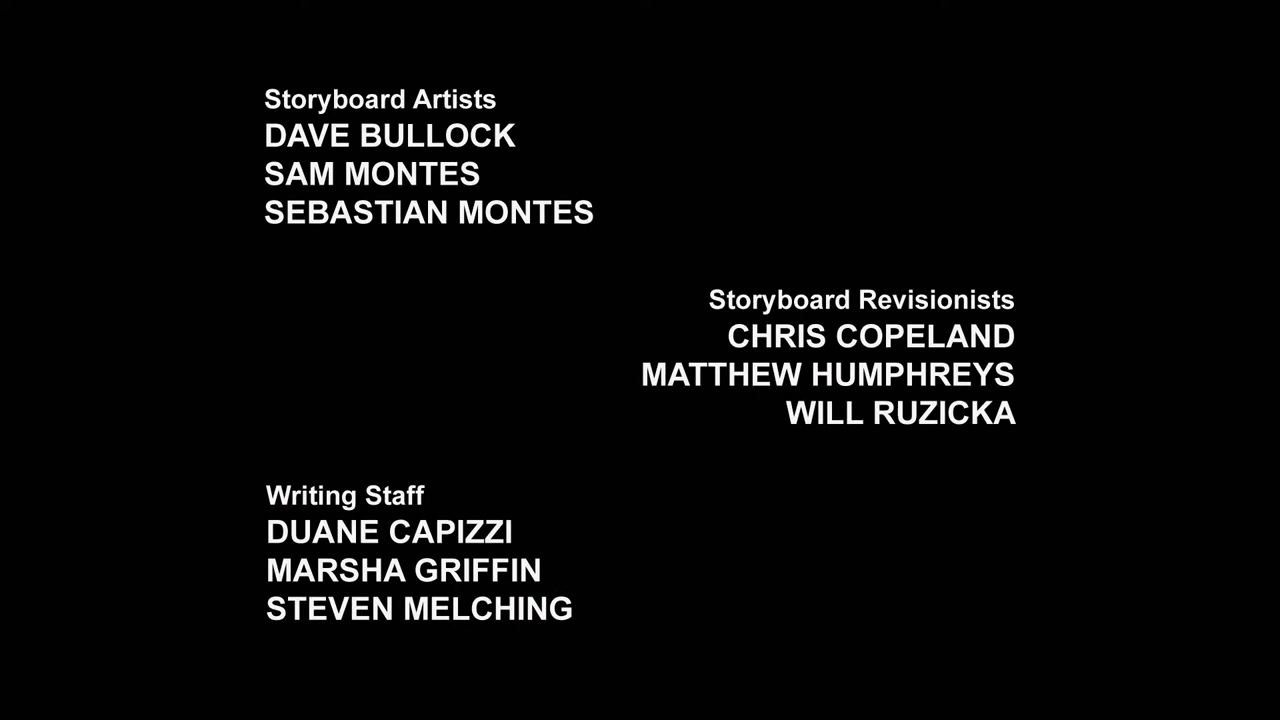 Storyboard Artists
DAVE BULLOCK
SAM MONTES
SEBASTIAN MONTES
Storyboard Revisionists
CHRIS COPELAND
MATTHEW HUMPHREYS
WILL RUZICKA
Writing Staff
DUANE CAPIZZI
MARSHA GRIFFIN
STEVEN MELCHING